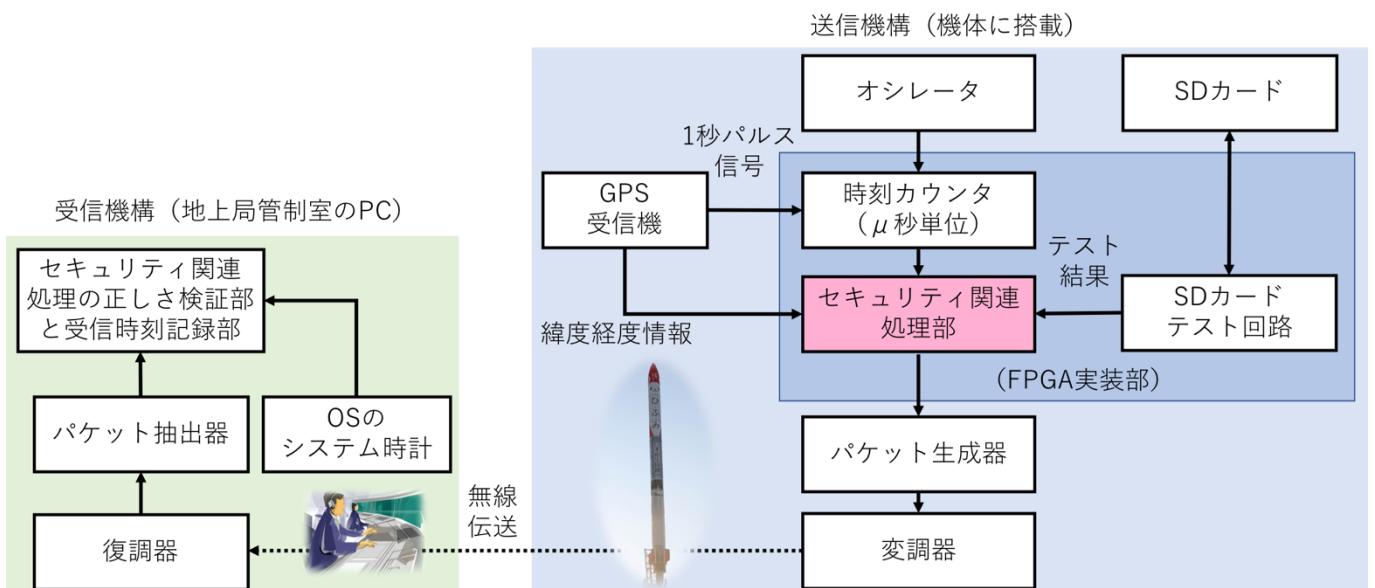 送信機構（機体に搭載）
オシレータ
SDカード
1秒パルス
信号
GPS
受信機
時刻カウンタ
（μ秒単位）
テスト
結果
セキュリティ関連
処理部
SDカード
テスト回路
緯度経度情報
（FPGA実装部）
パケット生成器
変調器
無線
伝送
受信機構（地上局管制室のPC）
セキュリティ関連
処理の正しさ検証部
と受信時刻記録部
パケット抽出器
OSの
システム時計
復調器